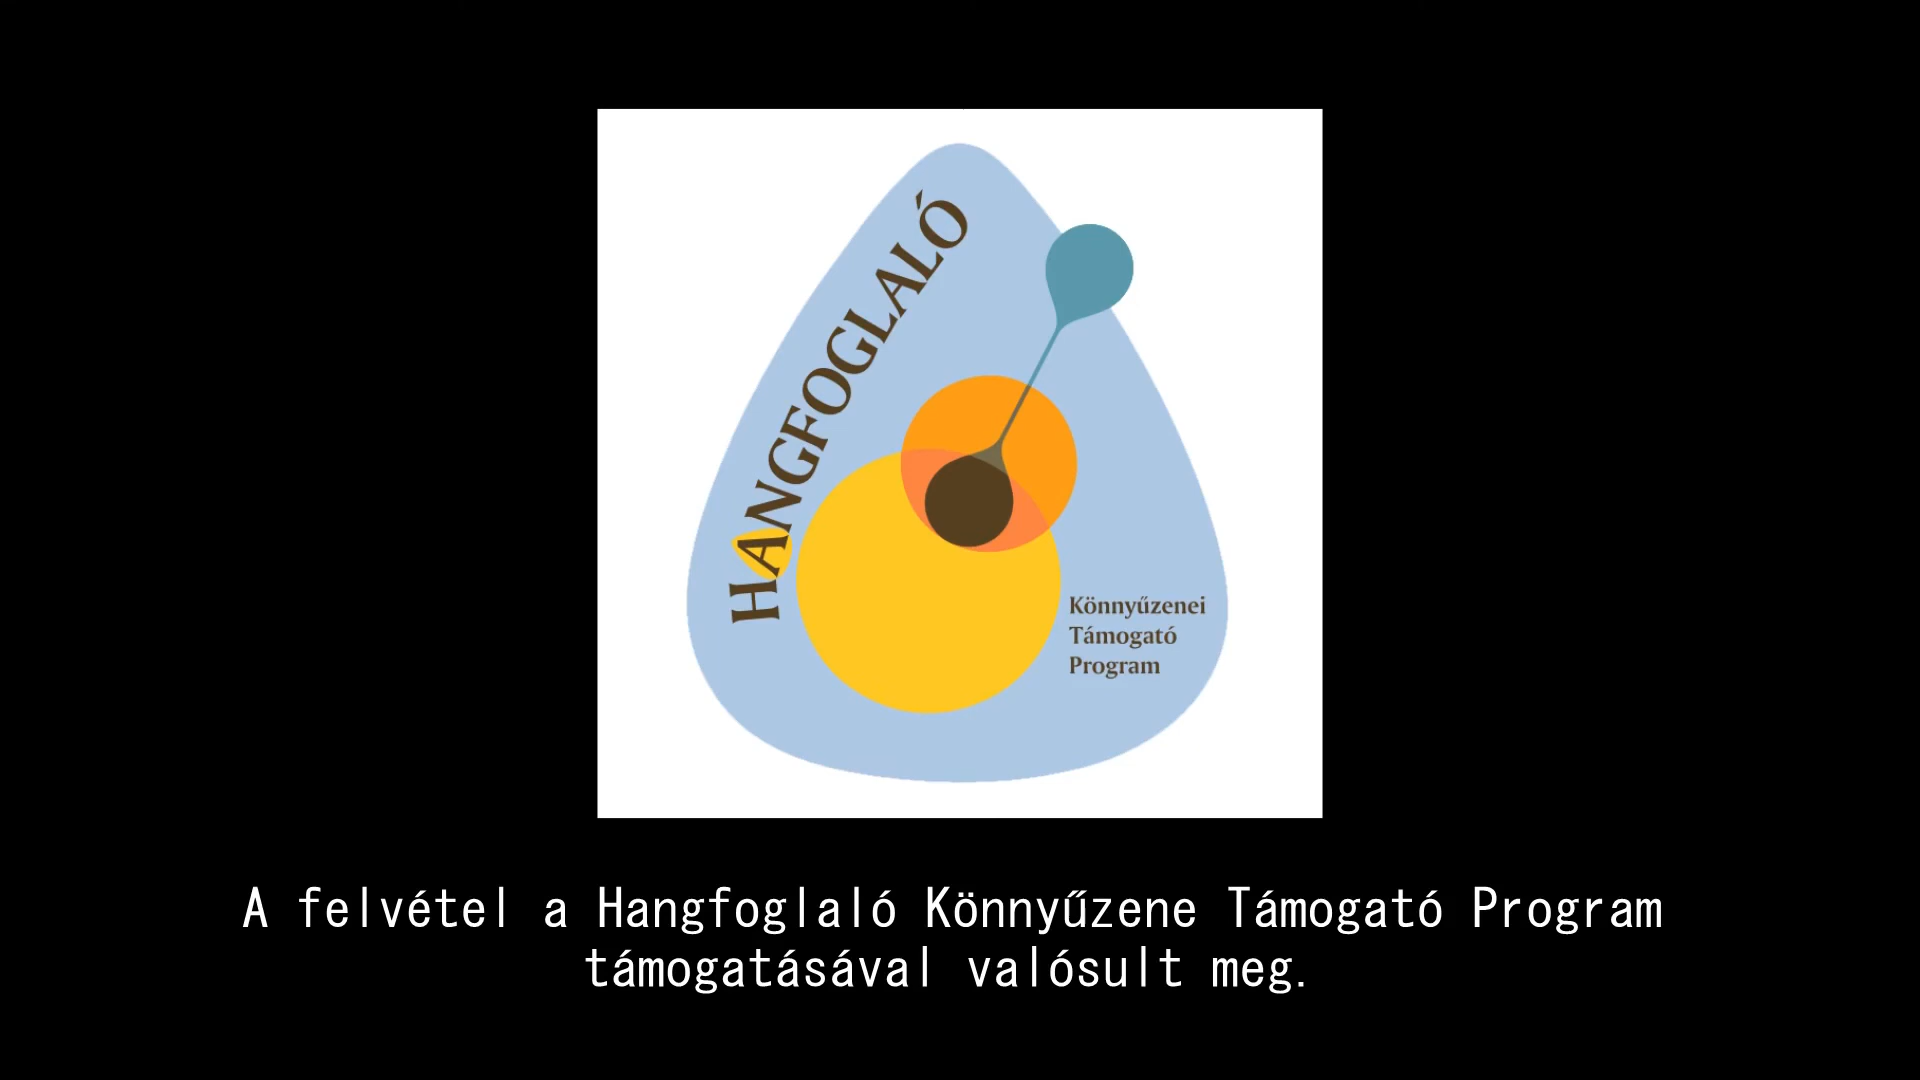 HANGFOGLALÓ
Könnyűzenei
Támogató
Program
A felvétel a Hangfoglaló Könnyűzene Támogató Program
támogatásával valósult meg.